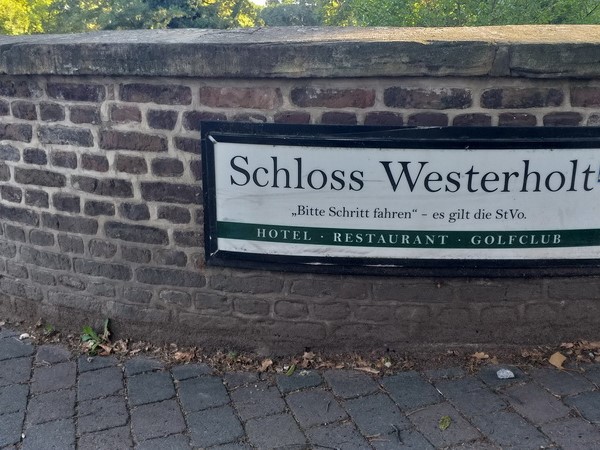 Schloss Westerholt
„Bitte Schritt fahren“ – es gilt die StVo.
HOTEL · RESTAURANT · GOLFCLUB